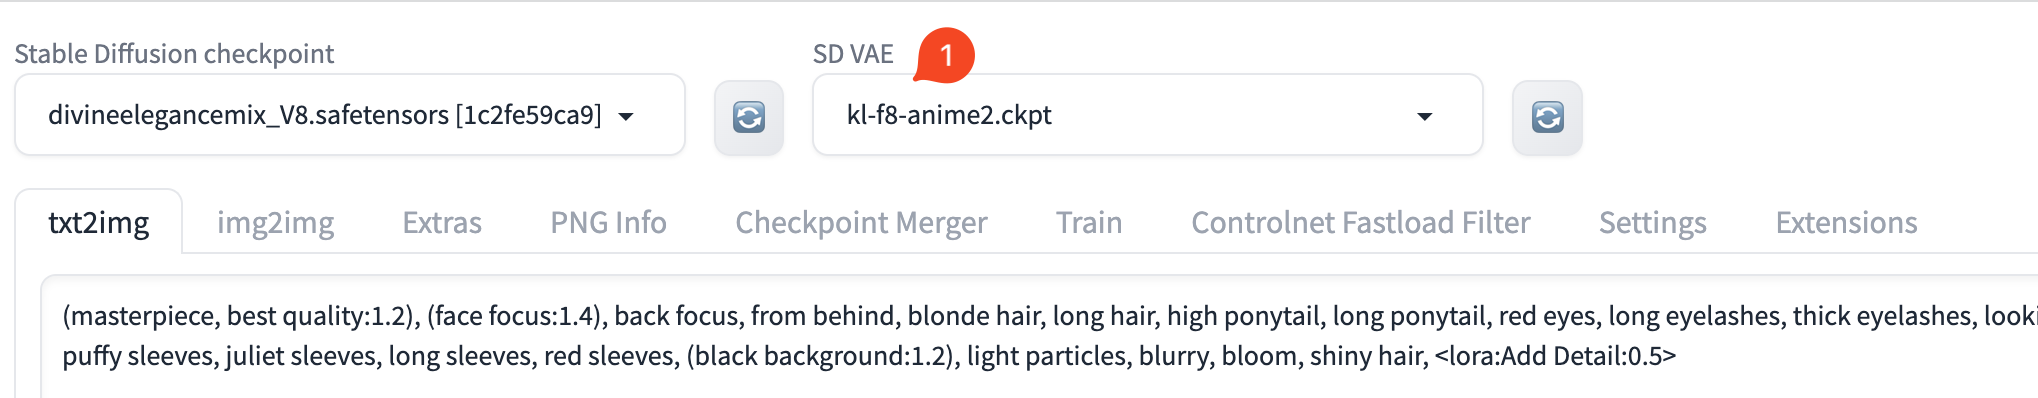 Stable Diffusion checkpoint
SD VAE
1
divineelegancemix_V8.safetensors [1c2fe59ca9]
kl-f8-anime2.ckpt
txt2img img2img Extras PNG Info Checkpoint Merger Train Controlnet Fastload Filter Settings Extensions
(masterpiece, best quality:1.2), (face focus:1.4), back focus, from behind, blonde hair, long hair, high ponytail, long ponytail, red eyes, long eyelashes, thick eyelashes,
puffy sleeves, juliet sleeves, long sleeves, red sleeves, (black background:1.2), light particles, blurry, bloom, shiny hair, <lora:Add Detail:0.5>